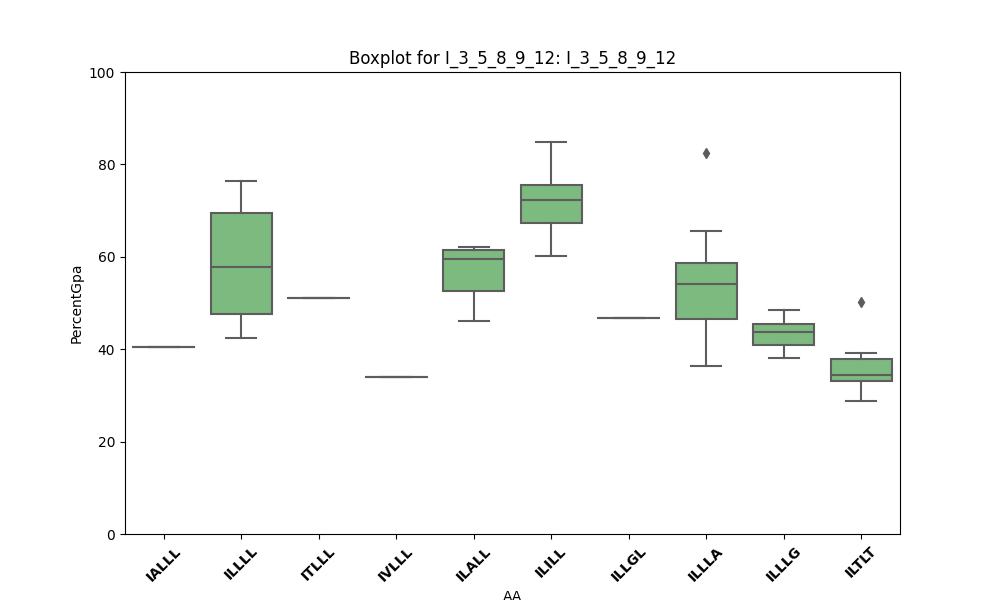 Boxplot for I_3_5_8_9_12: I_3_5_8_9_12
100
80
60
40
20
0
PercentGpa
IALLL
ILLLL
ITLLL
IVLLL
ILALL
ILILL
ILLGL
ILLLA
ILLLG
ILTLT
AA